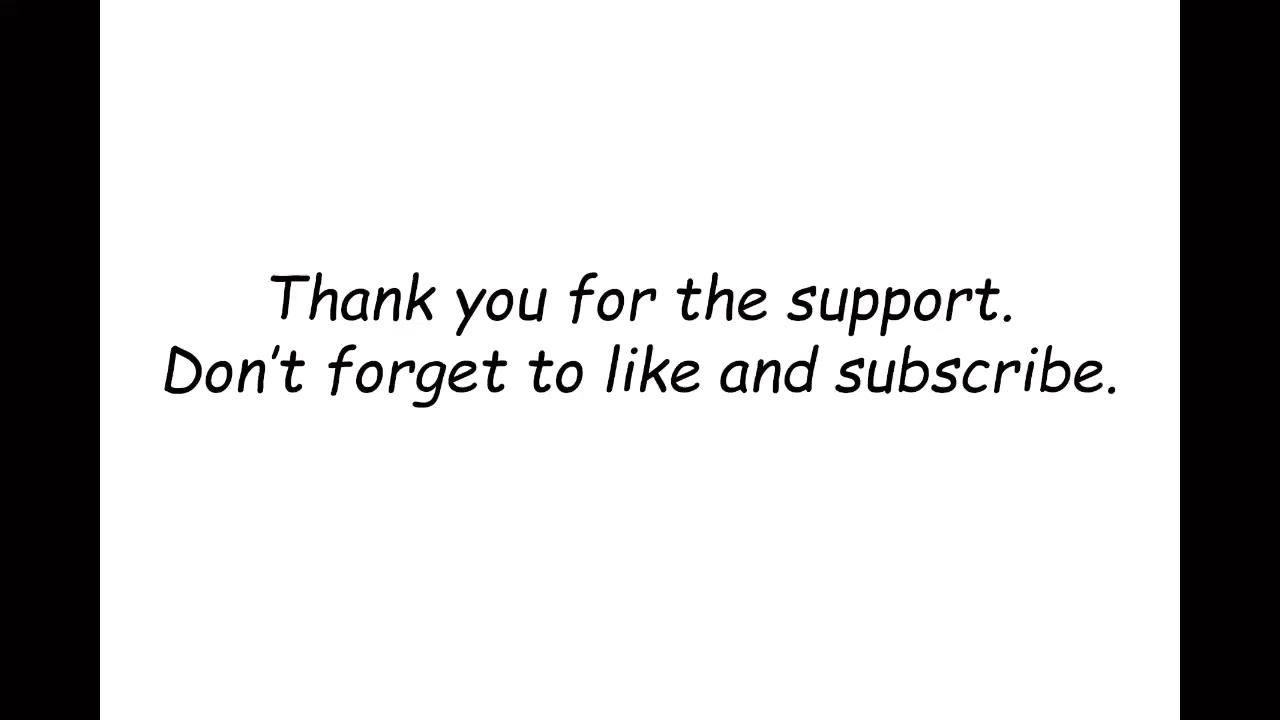 Thank you for the support.
Don’t forget to like and subscribe.